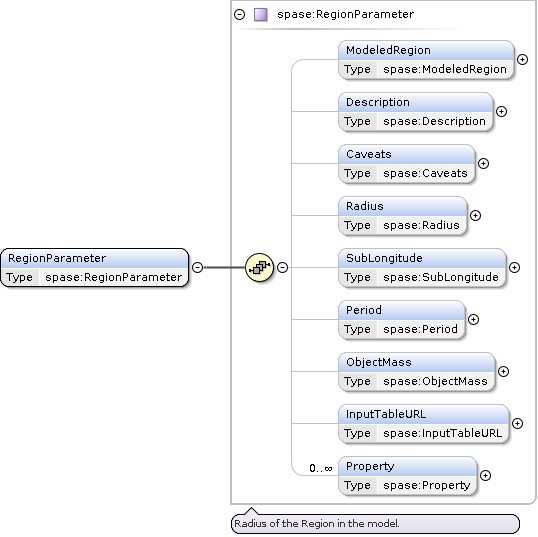 spase:RegionParameter
ModeledRegion
Type spase:ModeledRegion
Description
Type spase:Description
Caveats
Type spase:Caveats
Radius
Type spase:Radius
RegionParameter
Type spase:RegionParameter
SubLongitude
Type spase:SubLongitude
Period
Type spase:Period
ObjectMass
Type spase:ObjectMass
InputTableURL
Type spase:InputTableURL
0..∞
Property
Type spase:Property
Radius of the Region in the model.